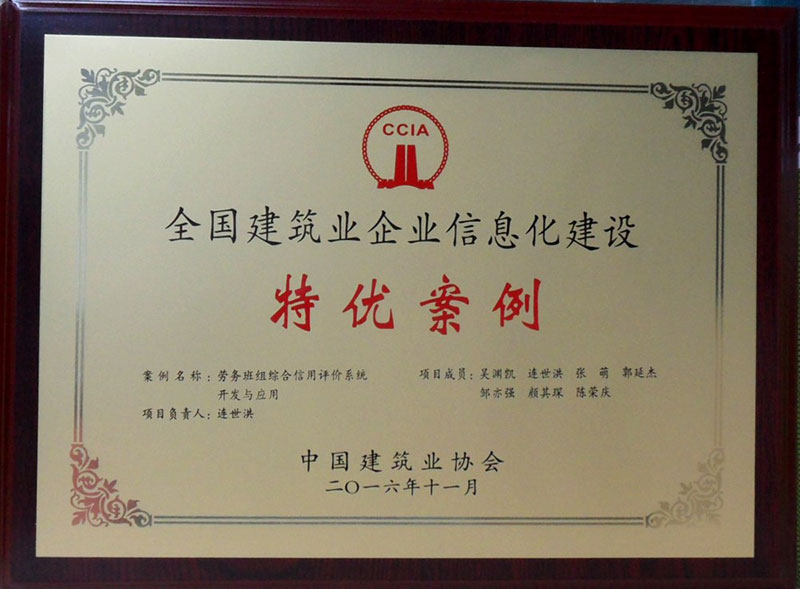 CCIA
全国建筑业企业信息化建设
特优案例
案例名称：劳务班组综合信用评价系统
开发与应用
项目负责人：连世洪
项目成员：吴渊凯 连世洪 张萌 郭延杰
邹亦强 颜其琛 陈荣庆
中国建筑业协会
二〇一六年十一月